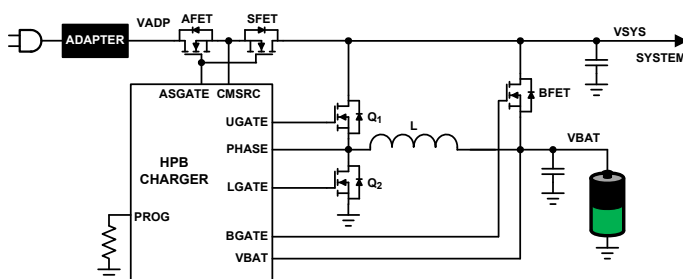 VADP
AFET
SFET
VSYS
ADAPTER
SYSTEM
ASGATE
CMSRC
BFET
UGATE
Q1
L
VBAT
PHASE
HPB
CHARGER
LGATE
Q2
PROG
BGATE
VBAT